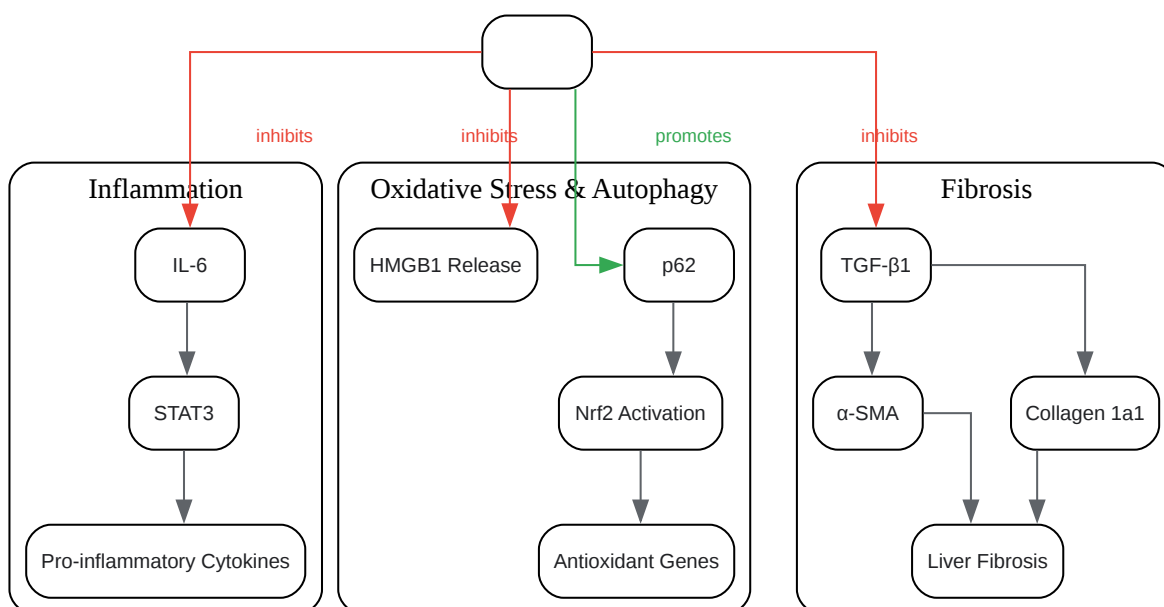 inhibits
inhibits
promotes
inhibits
Inflammation
Oxidative Stress & Autophagy
Fibrosis
IL-6
HMGB1 Release
p62
TGF-β1
STAT3
Nrf2 Activation
α-SMA
Collagen 1a1
Pro-inflammatory Cytokines
Antioxidant Genes
Liver Fibrosis